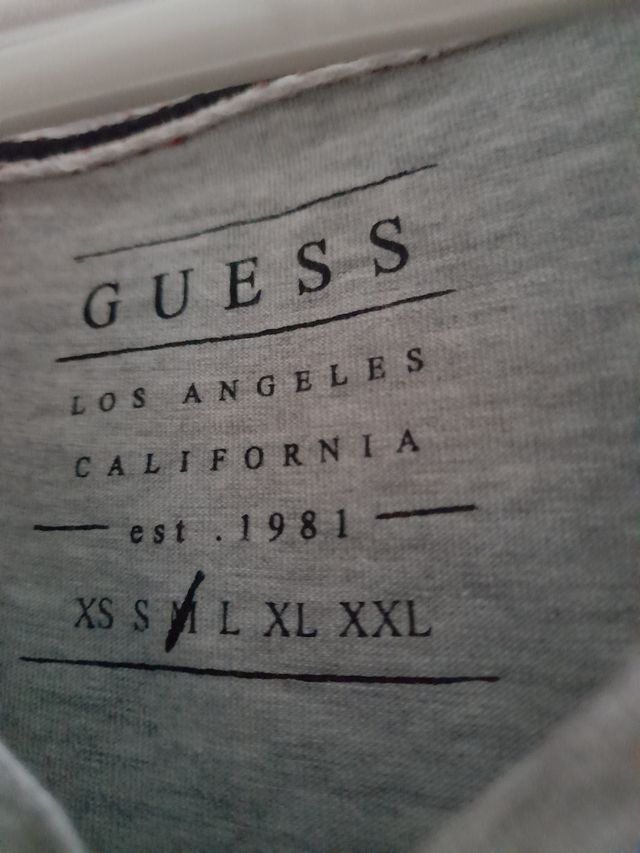 GUESS
LOS ANGELES
CALIFORNIA
est .1981
XS S M L XL XXL